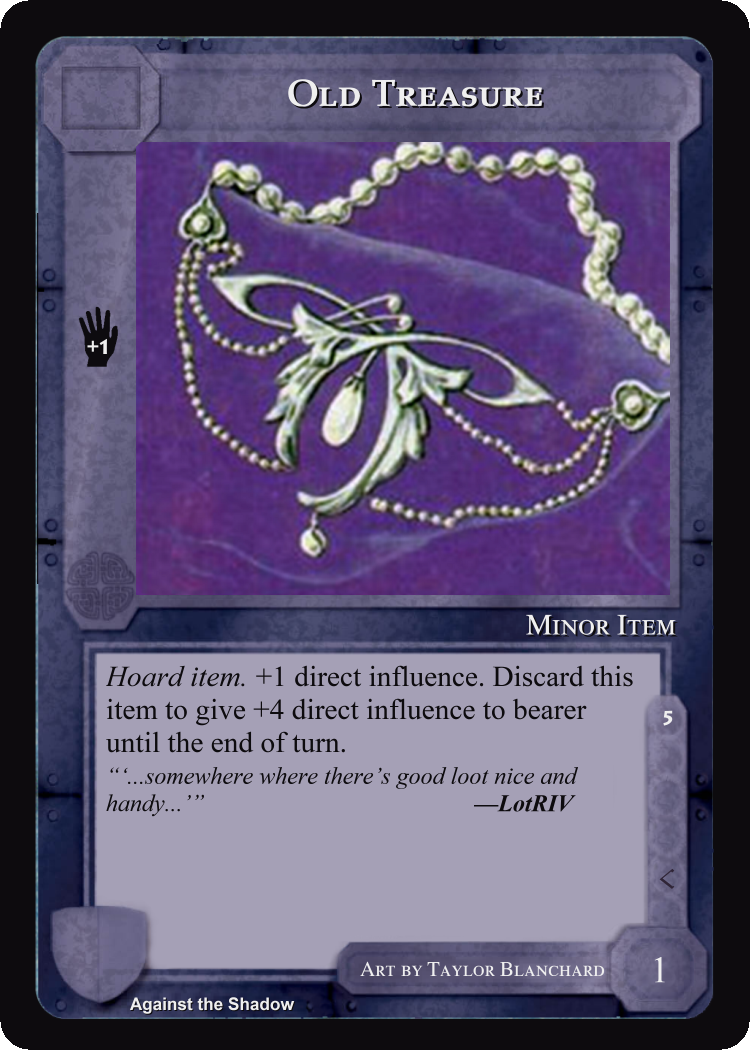 OLD TREASURE
+1
MINOR ITEM
Hoard item. +1 direct influence. Discard this
item to give +4 direct influence to bearer
until the end of turn.
“‘...somewhere where there’s good loot nice and
handy...’” —LotRIV
5
<
ART BY TAYLOR BLANCHARD
1
Against the Shadow